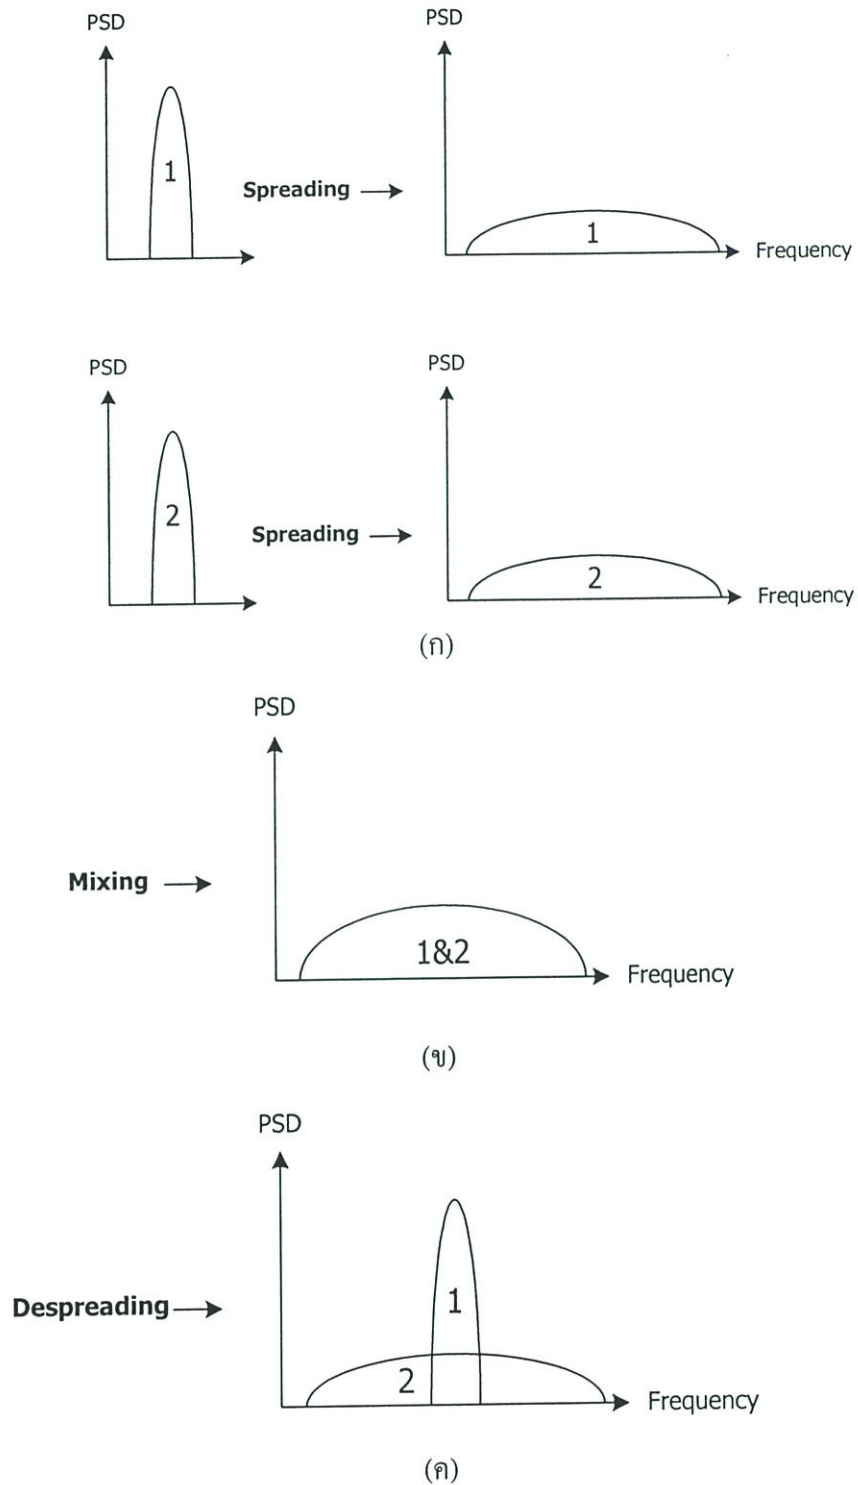 PSD
PSD
1
Spreading
1
Frequency
PSD
PSD
2
Spreading
2
Frequency
(ก)
PSD
Mixing
1&2
Frequency
(ข)
PSD
Despreading
1
2
Frequency
(ค)